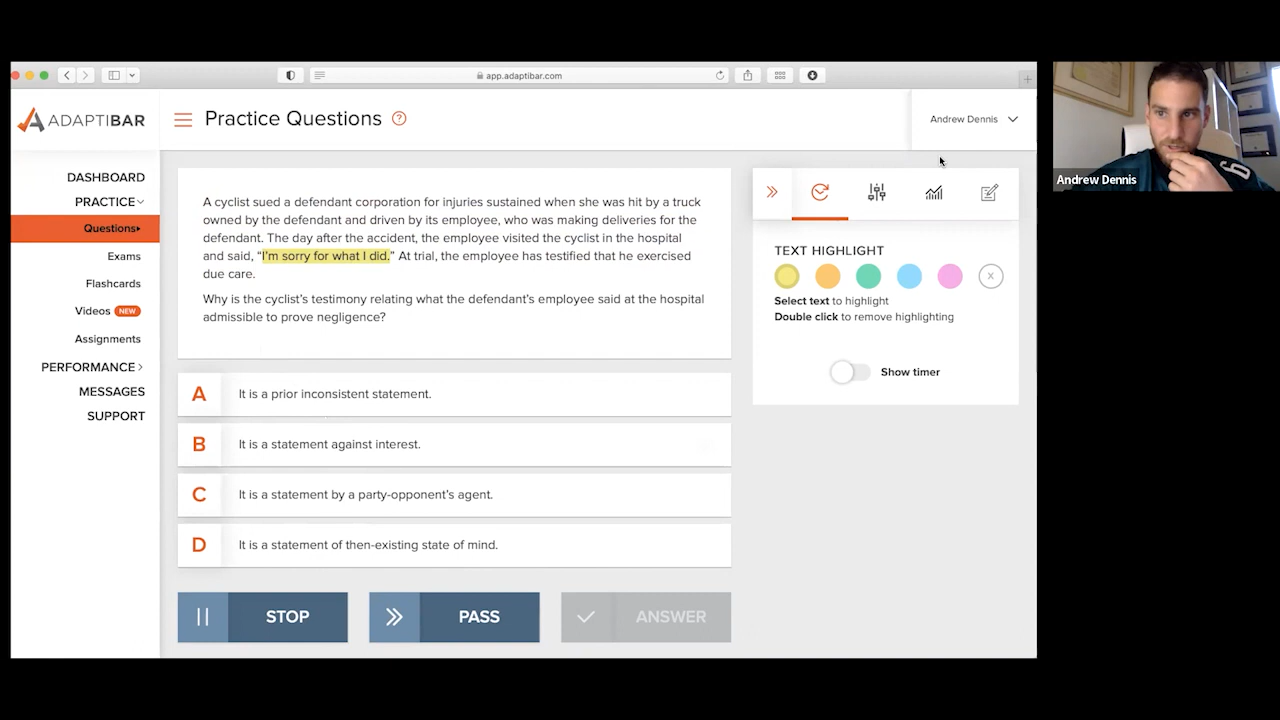 app.adaptibar.com
ADAPTIBAR
Practice Questions ?
Andrew Dennis
DASHBOARD
PRACTICE
Questions
Exams
Flashcards
Videos NEW
Assignments
PERFORMANCE
MESSAGES
SUPPORT
A cyclist sued a defendant corporation for injuries sustained when she was hit by a truck
owned by the defendant and driven by its employee, who was making deliveries for the
defendant. The day after the accident, the employee visited the cyclist in the hospital
and said, “I’m sorry for what I did.” At trial, the employee has testified that he exercised
due care.
Why is the cyclist’s testimony relating what the defendant’s employee said at the hospital
admissible to prove negligence?
A It is a prior inconsistent statement.
B It is a statement against interest.
C It is a statement by a party-opponent’s agent.
D It is a statement of then-existing state of mind.
STOP
PASS
ANSWER
TEXT HIGHLIGHT
Select text to highlight
Double click to remove highlighting
Show timer
Andrew Dennis
6